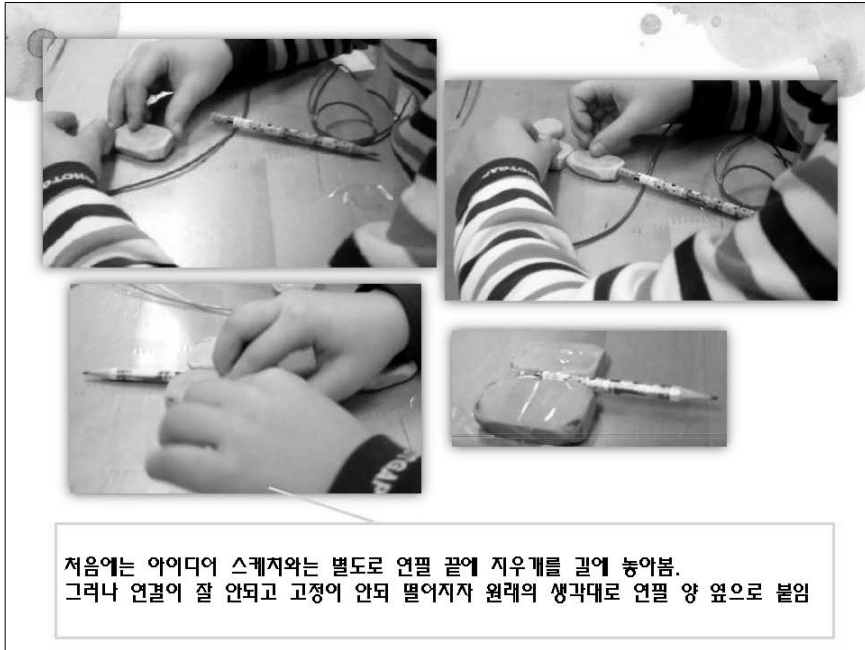 PHOTGAP
TGAP
처음에는 아이디어 스케치와는 별도로 연필 끝에 지우개를 길에 놓아봄.
그러나 연결이 잘 안되고 고정이 안되 떨어지자 원래의 생각대로 연필 양 옆으로 붙임